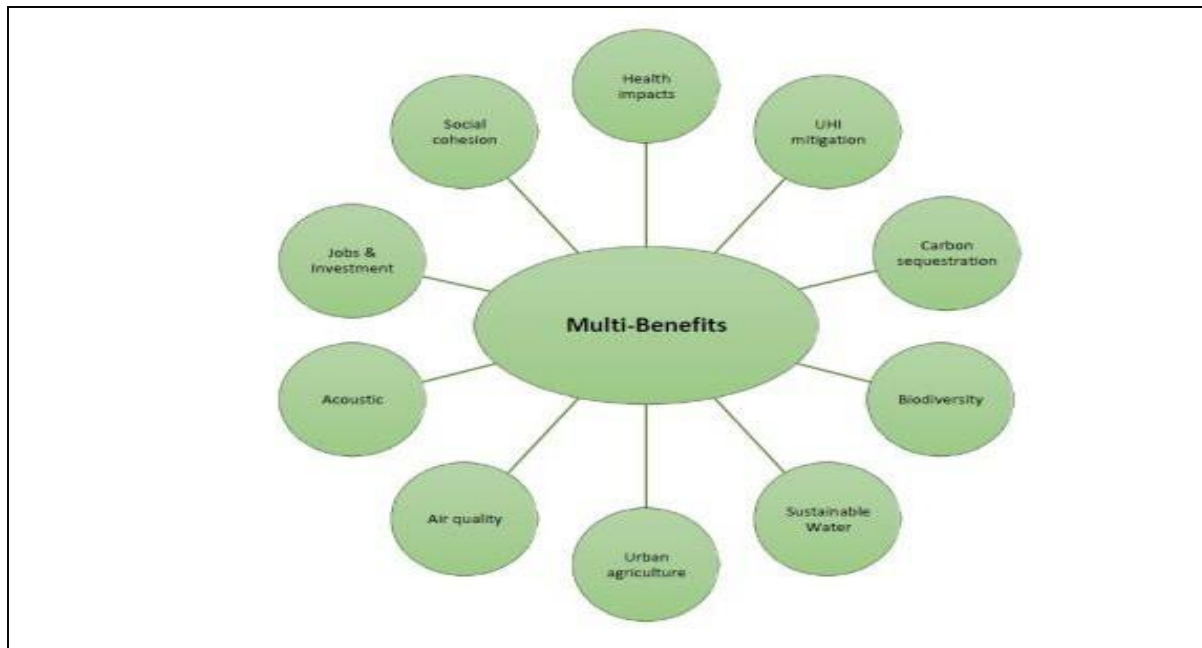 Health
impacts
Social
cohesion
UHI
mitigation
Jobs &
Investment
Carbon
sequestration
Multi-Benefits
Acoustic
Biodiversity
Air quality
Sustainable
Water
Urban
agriculture